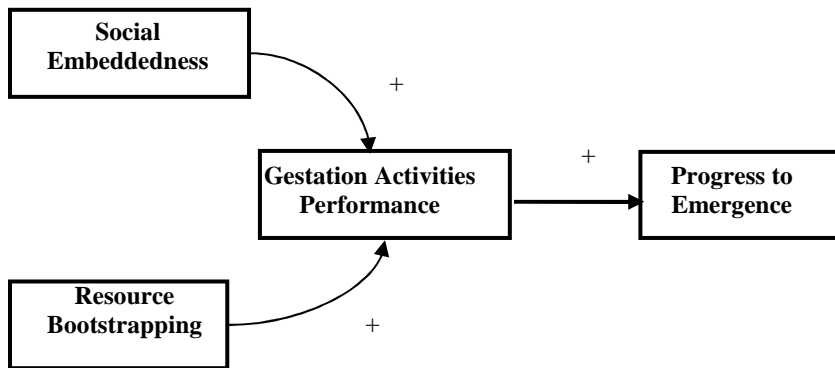 Social
Embeddedness
+
Gestation Activities
Performance
+
Progress to
Emergence
Resource
Bootstrapping
+